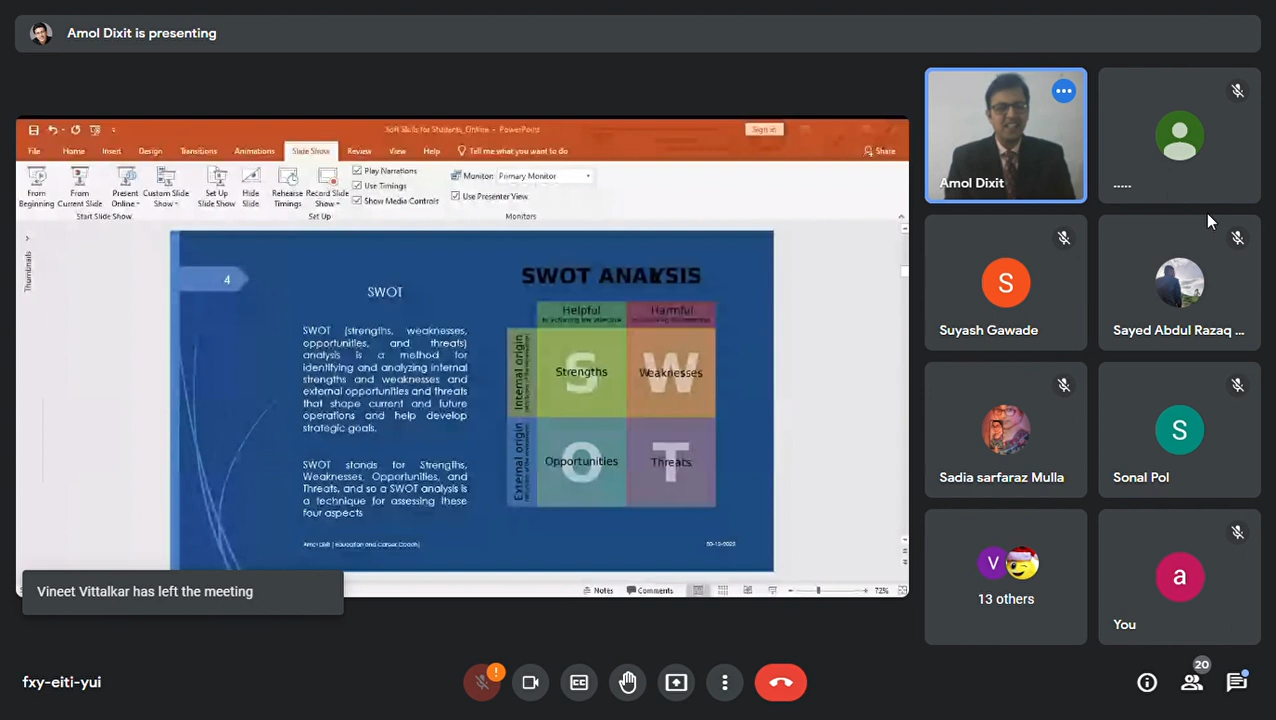 Amol Dixit is presenting
Soft Skills for Students_Online - PowerPoint
Sign in
File Home Insert Design Transitions Animations Slide Show Review View Help Tell me what you want to do
Share
From Beginning
From Current Slide
Present Online
Custom Slide Show
Set Up Slide Show
Hide Slide
Rehearse Timings
Record Slide Show
Play Narrations
Use Timings
Show Media Controls
Monitor: Primary Monitor
Use Presenter View
Start Slide Show
Set Up
Monitors
Thumbnails
4
SWOT
SWOT (strengths, weaknesses,
opportunities, and threats)
analysis is a method for
identifying and analyzing internal
strengths and weaknesses and
external opportunities and threats
that shape current and future
operations and help develop
strategic goals.
SWOT stands for Strengths,
Weaknesses, Opportunities, and
Threats, and so a SWOT analysis is
a technique for assessing these
four aspects
Amol Dixit | Education and Career Coach|
SWOT ANALYSIS
Helpful
Harmful
Internal origin
External origin
S
Strengths
W
Weaknesses
O
Opportunities
T
Threats
Notes
Comments
72%
Vineet Vittalkar has left the meeting
Amol Dixit
.....
Suyash Gawade
Sayed Abdul Razaq ...
Sadia sarfaraz Mulla
S
Sonal Pol
S
V
13 others
a
You
fxy-eiti-yui
CC
20